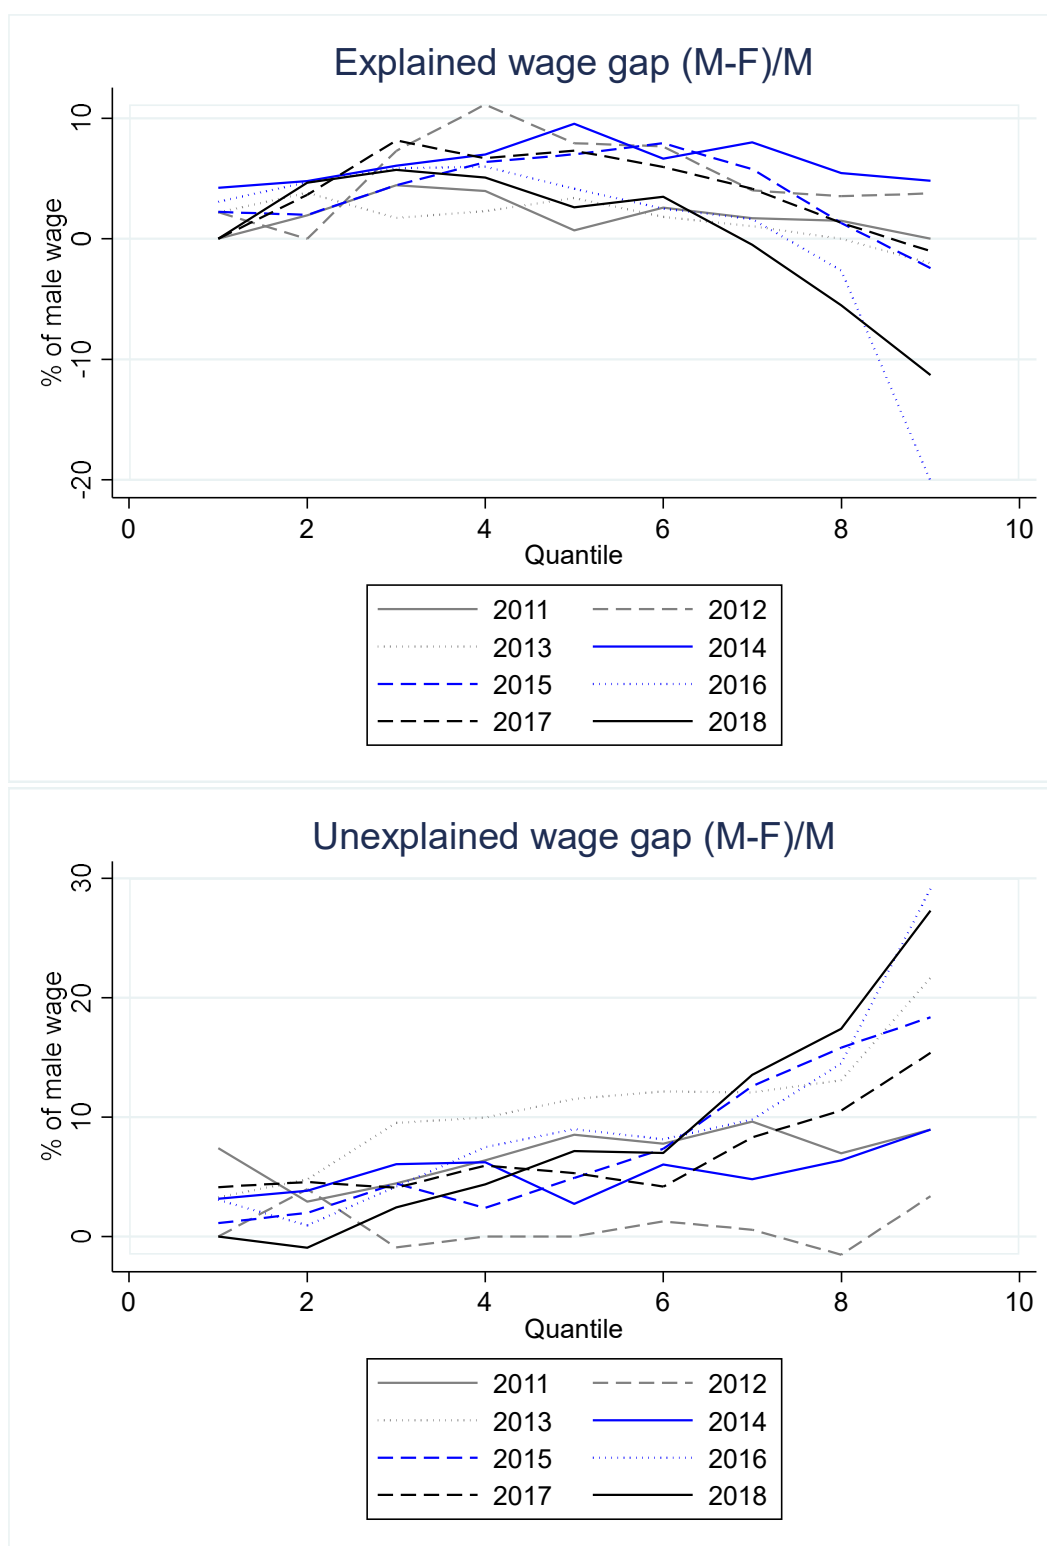 Explained wage gap (M-F)/M
% of male wage
10
0
-10
-20
0 2 4 6 8 10
Quantile
2011 2012
2013 2014
2015 2016
2017 2018
Unexplained wage gap (M-F)/M
% of male wage
30
20
10
0
0 2 4 6 8 10
Quantile
2011 2012
2013 2014
2015 2016
2017 2018